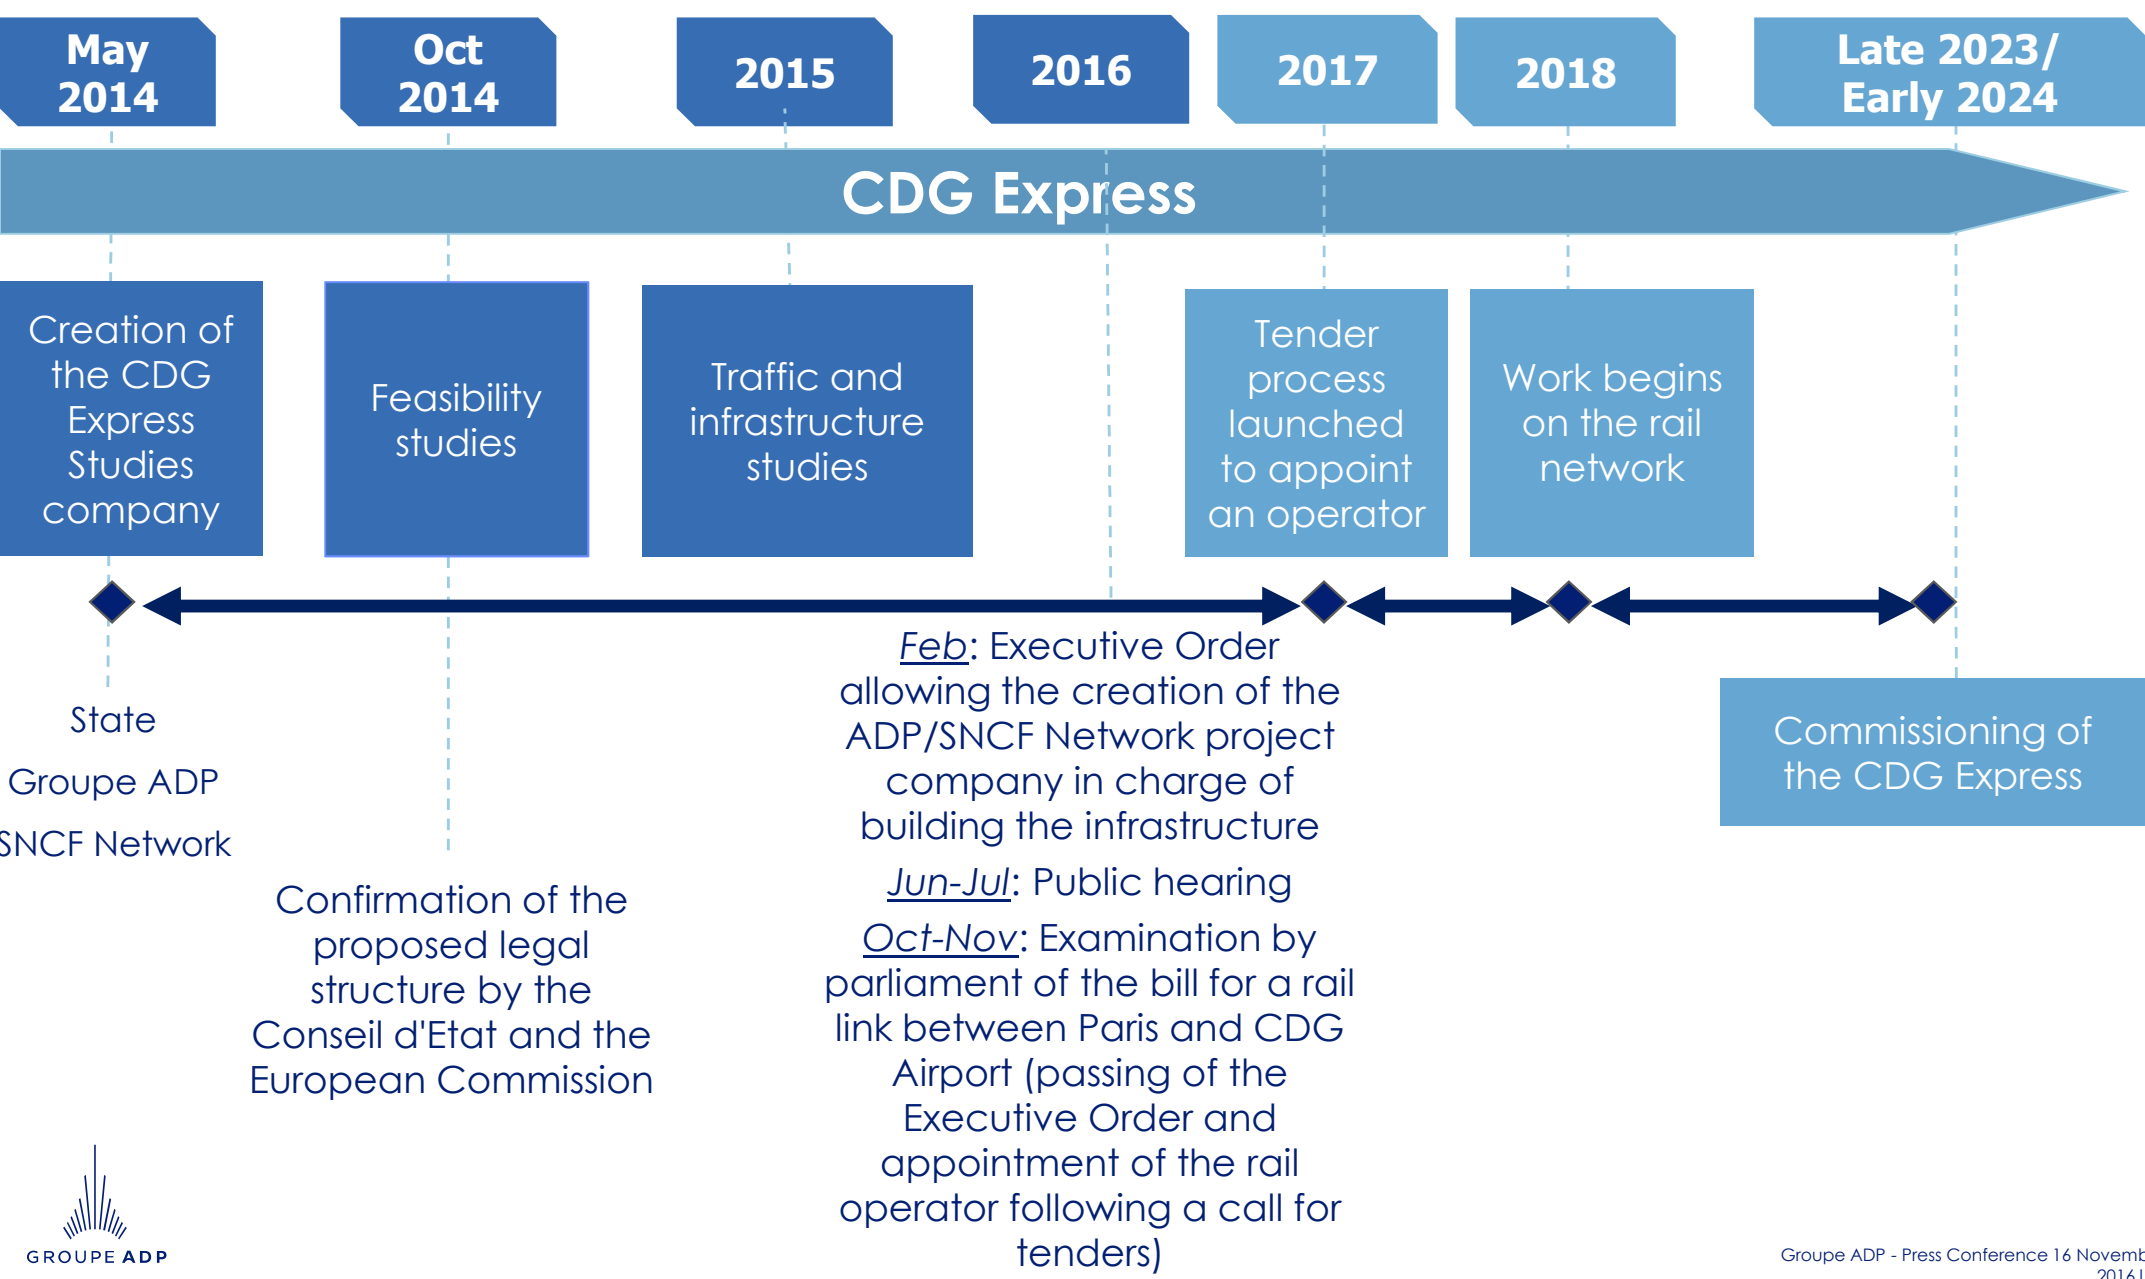 May
2014
Oct
2014
2015
2016
2017
2018
Late 2023/
Early 2024
CDG Express
Creation of
the CDG
Express
Studies
company
Feasibility
studies
Traffic and
infrastructure
studies
Tender
process
launched
to appoint
an operator
Work begins
on the rail
network
State
Groupe ADP
SNCF Network
Confirmation of the
proposed legal
structure by the
Conseil d'Etat and the
European Commission
Feb: Executive Order
allowing the creation of the
ADP/SNCF Network project
company in charge of
building the infrastructure
Jun-Jul: Public hearing
Oct-Nov: Examination by
parliament of the bill for a rail
link between Paris and CDG
Airport (passing of the
Executive Order and
appointment of the rail
operator following a call for
tenders)
Commissioning of
the CDG Express
GROUPE ADP
Groupe ADP - Press Conference 16 Novemb
2016 |